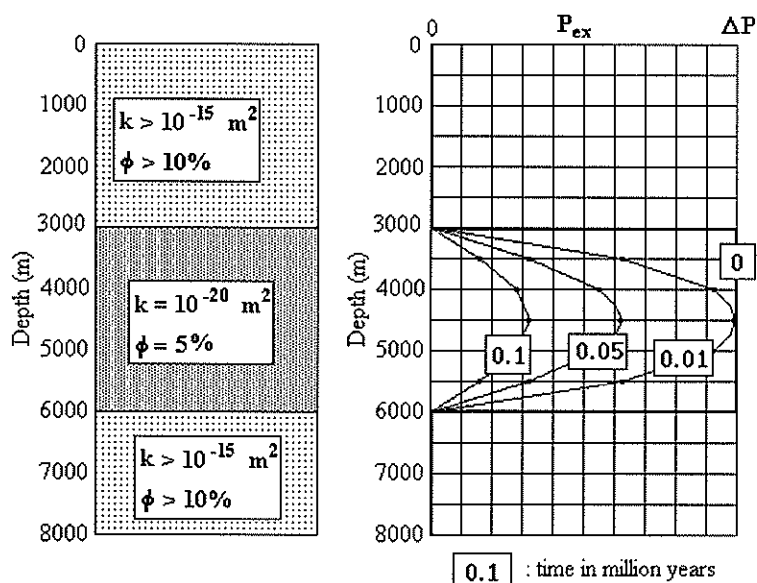 0
1000
2000
3000
4000
5000
6000
7000
8000
Depth (m)
k > 10^-15 m^2
ϕ > 10%
k = 10^-20 m^2
ϕ = 5%
k > 10^-15 m^2
ϕ > 10%
0 P_ex ΔP
0
1000
2000
3000
4000
5000
6000
7000
8000
Depth (m)
0
0.1 0.05 0.01
0.1 : time in million years